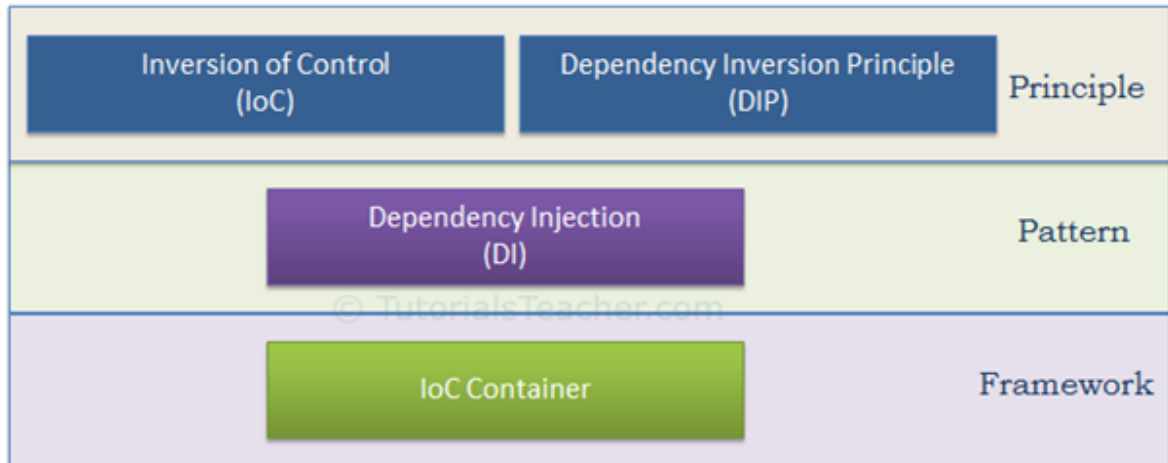 Inversion of Control
(IoC)
Dependency Inversion Principle
(DIP)
Principle
Dependency Injection
(DI)
Pattern
© TutorialsTeacher.com
IoC Container
Framework